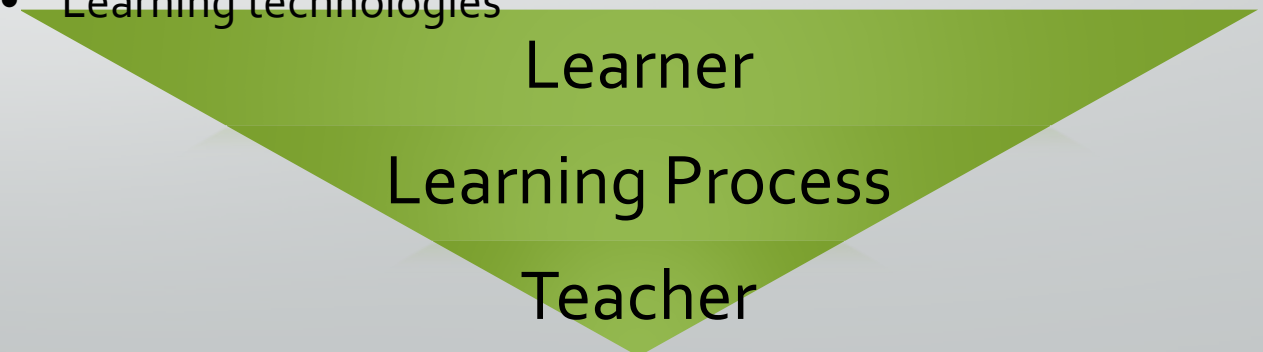 • Learning technologies
Learner
Learning Process
Teacher